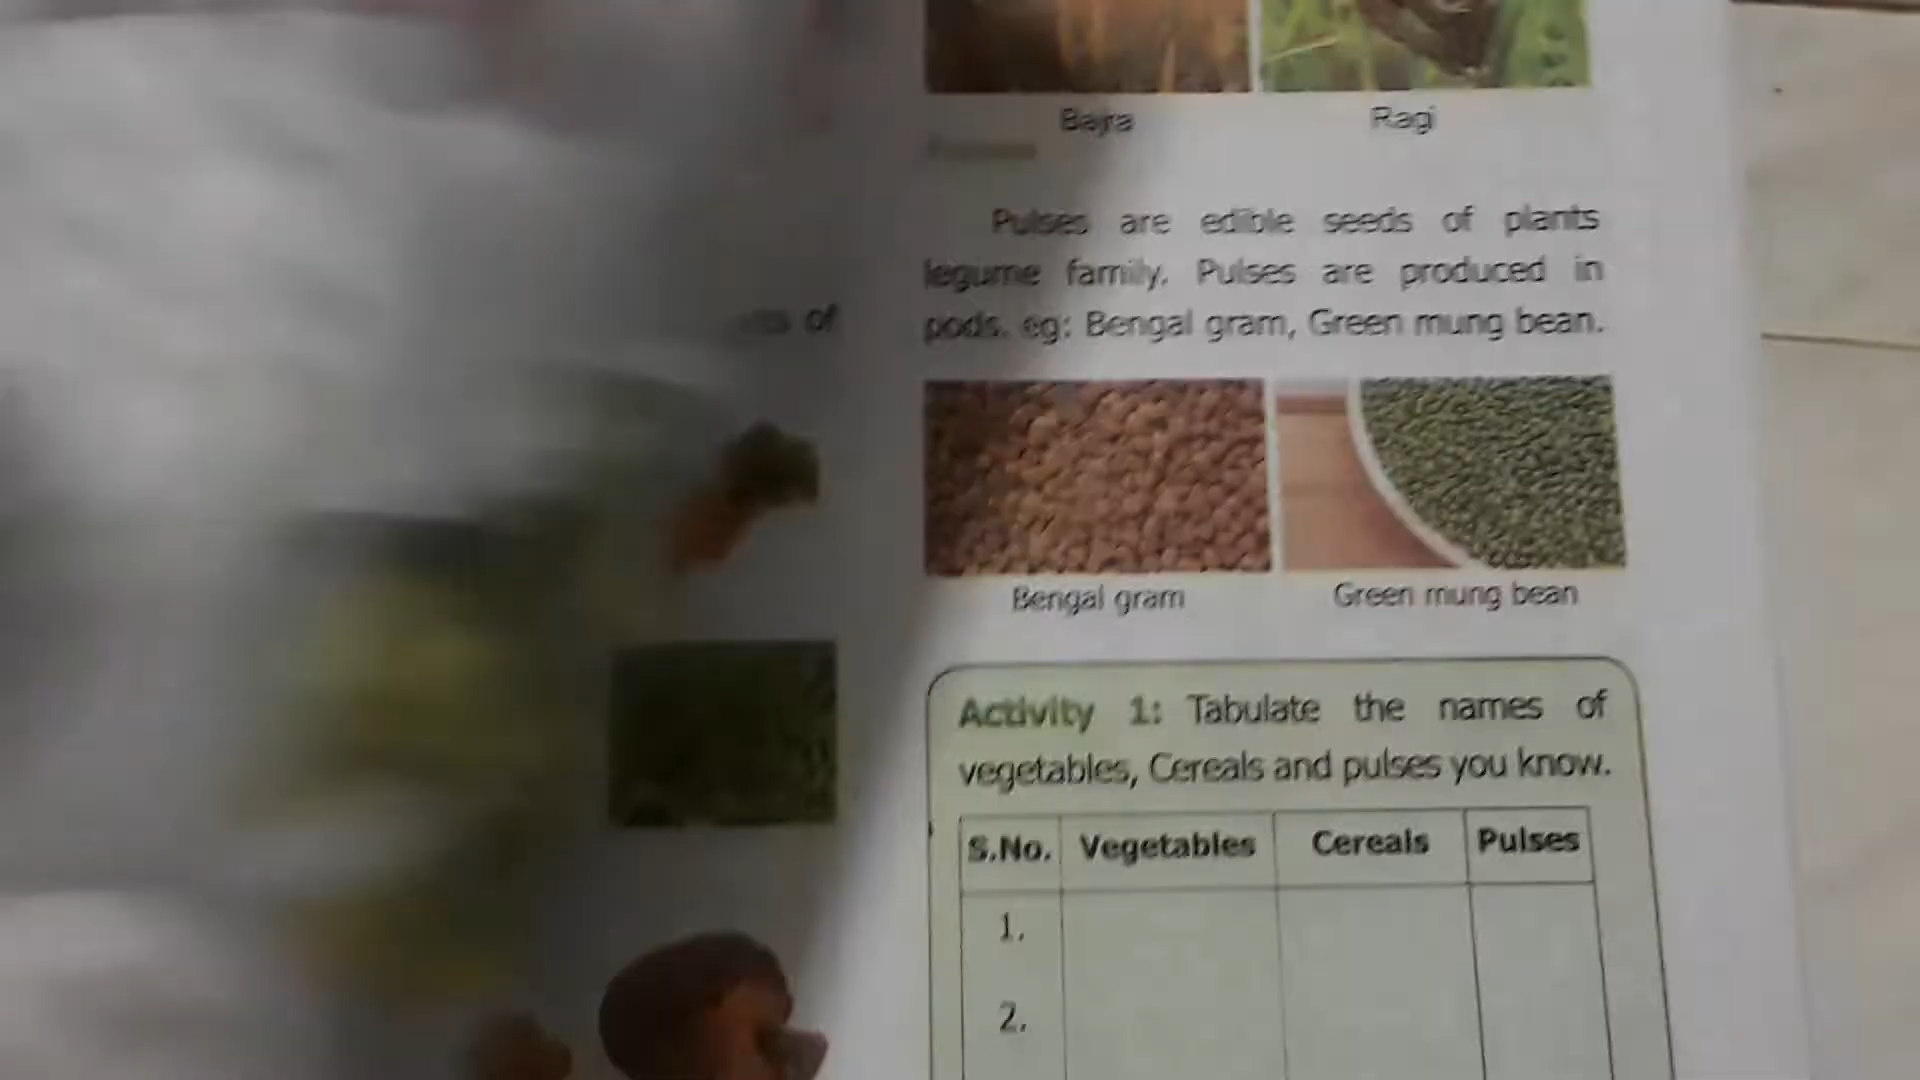 Bajra Ragi
Pulses are edible seeds of plants
legume family. Pulses are produced in
pods. eg: Bengal gram, Green mung bean.
of
Bengal gram Green mung bean
Activity 1: Tabulate the names of
vegetables, Cereals and pulses you know.
S.No. Vegetables Cereals Pulses
1.
2.